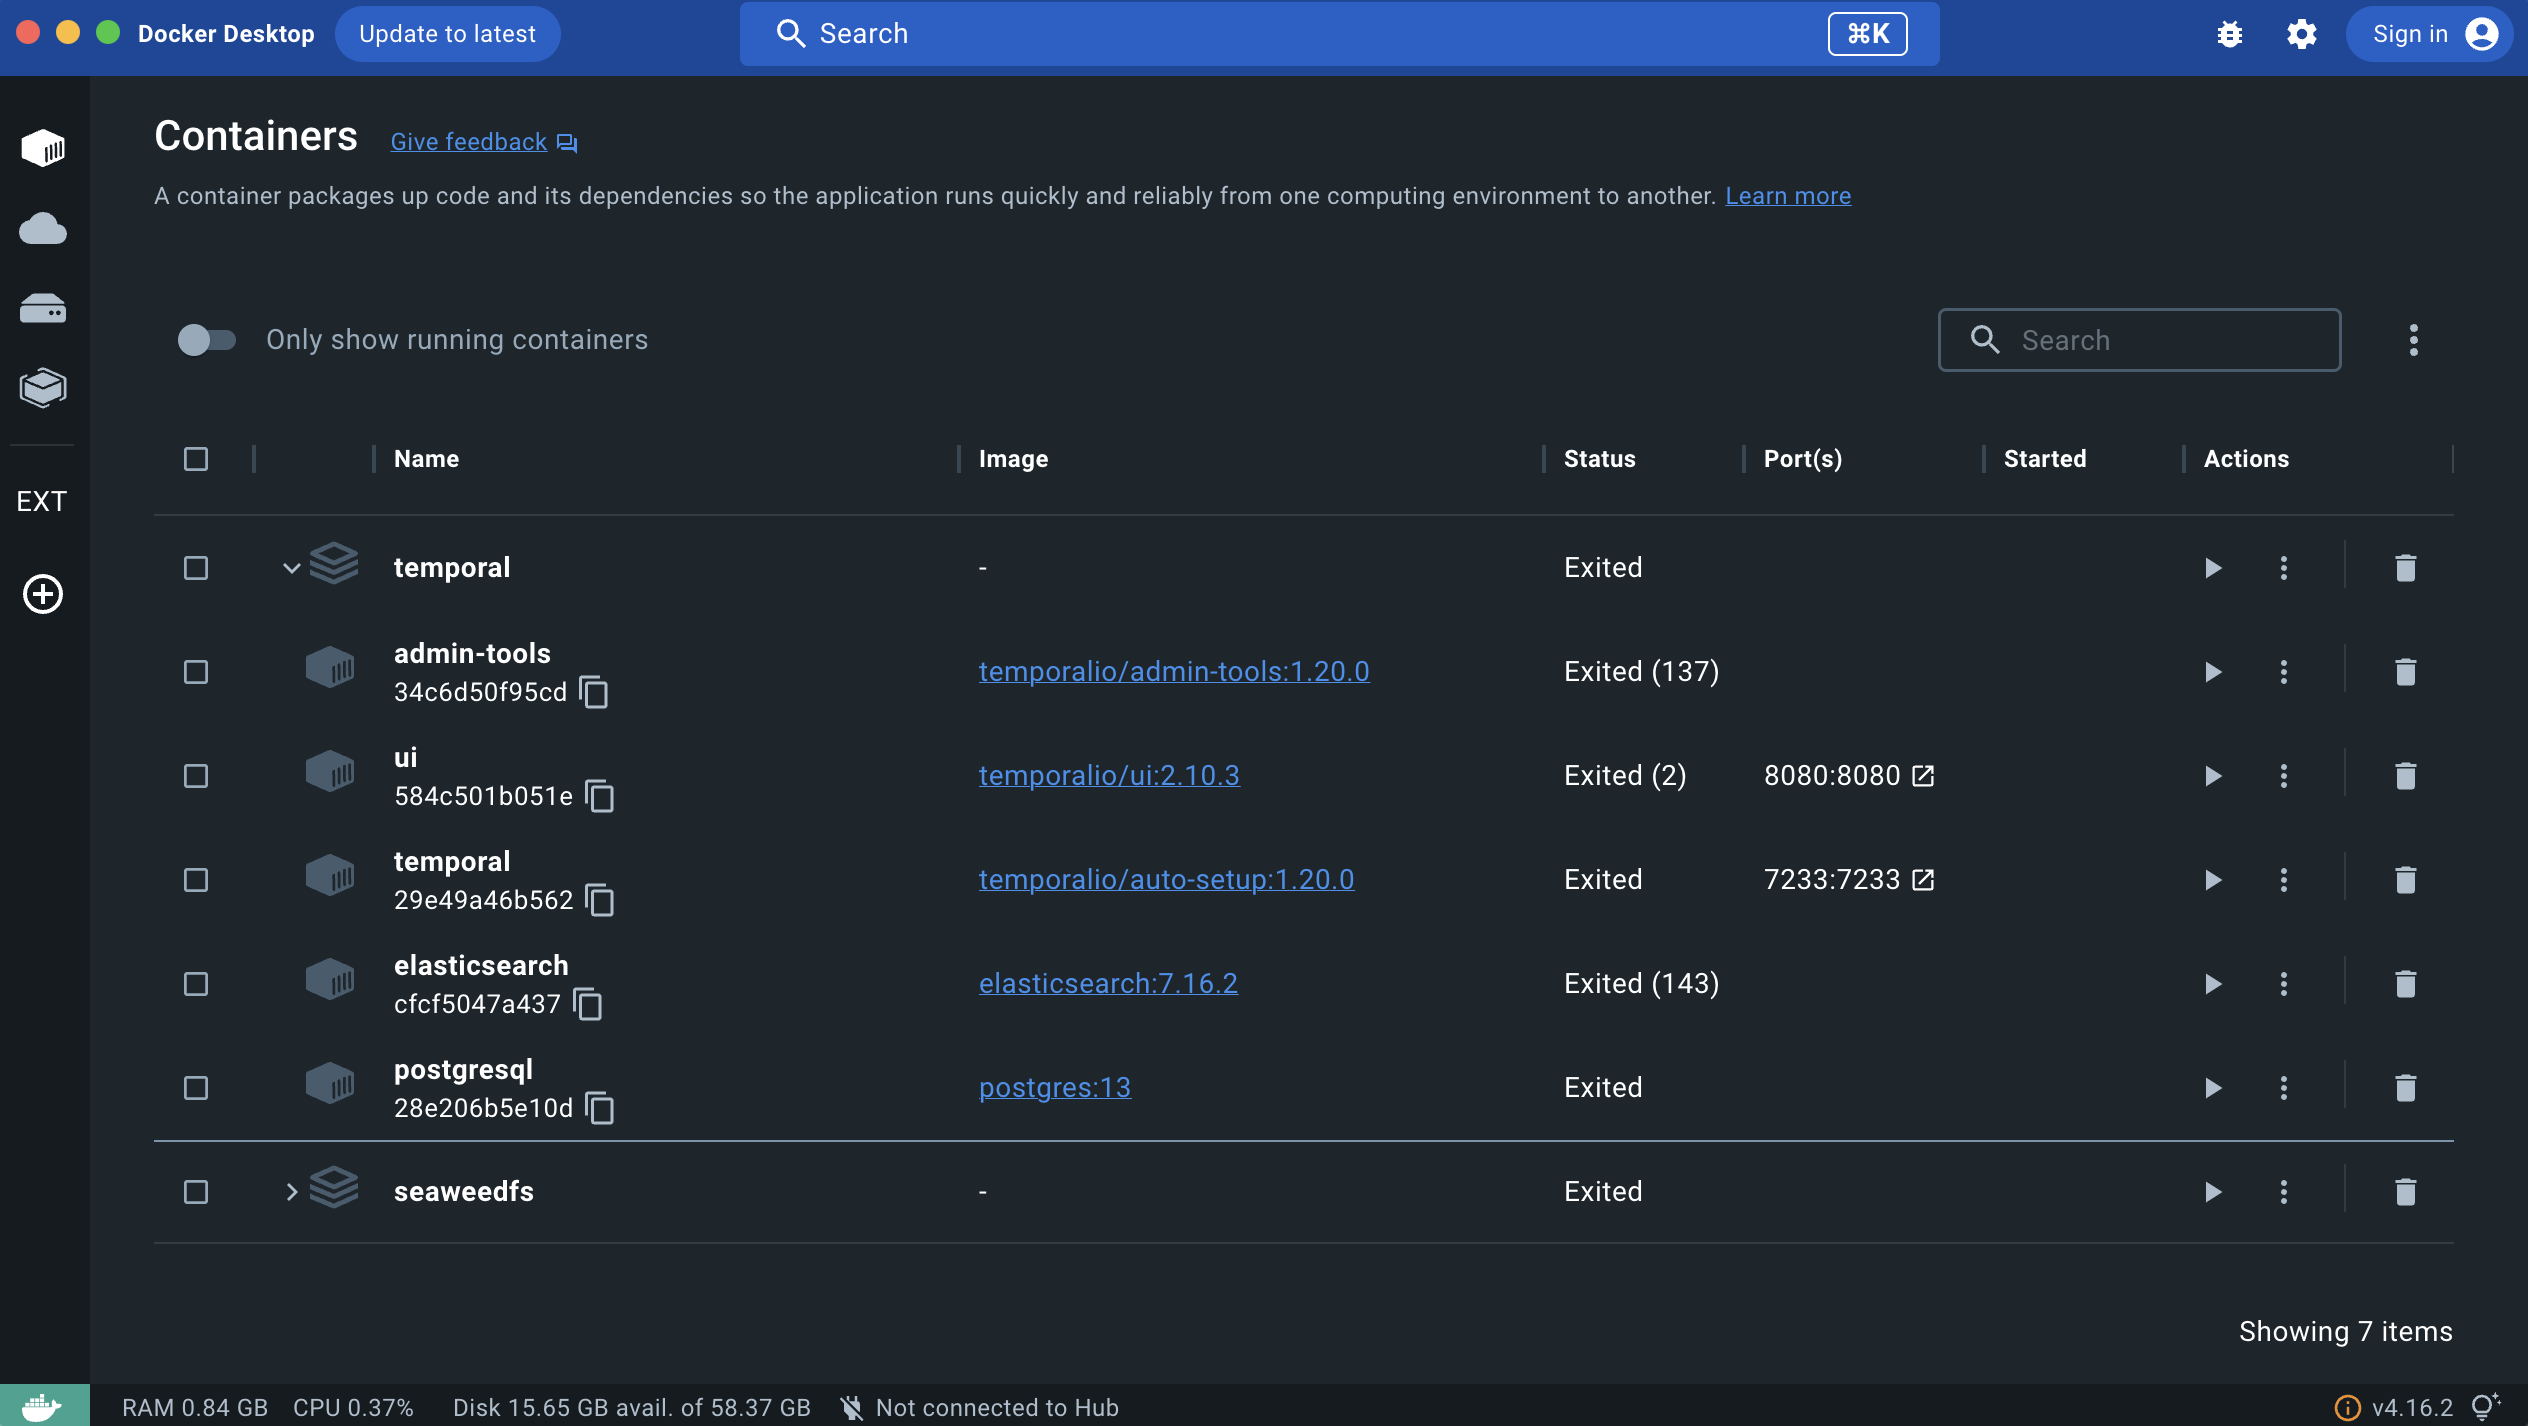 Docker Desktop Update to latest Search ⌘K Sign in
Containers Give feedback
A container packages up code and its dependencies so the application runs quickly and reliably from one computing environment to another. Learn more
Only show running containers Search
Name Image Status Port(s) Started Actions
EXT
temporal - Exited
admin-tools
34c6d50f95cd temporalio/admin-tools:1.20.0 Exited (137)
ui
584c501b051e temporalio/ui:2.10.3 Exited (2) 8080:8080
temporal
29e49a46b562 temporalio/auto-setup:1.20.0 Exited 7233:7233
elasticsearch
cfcf5047a437 elasticsearch:7.16.2 Exited (143)
postgresql
28e206b5e10d postgres:13 Exited
seaweedfs - Exited
Showing 7 items
RAM 0.84 GB CPU 0.37% Disk 15.65 GB avail. of 58.37 GB Not connected to Hub v4.16.2